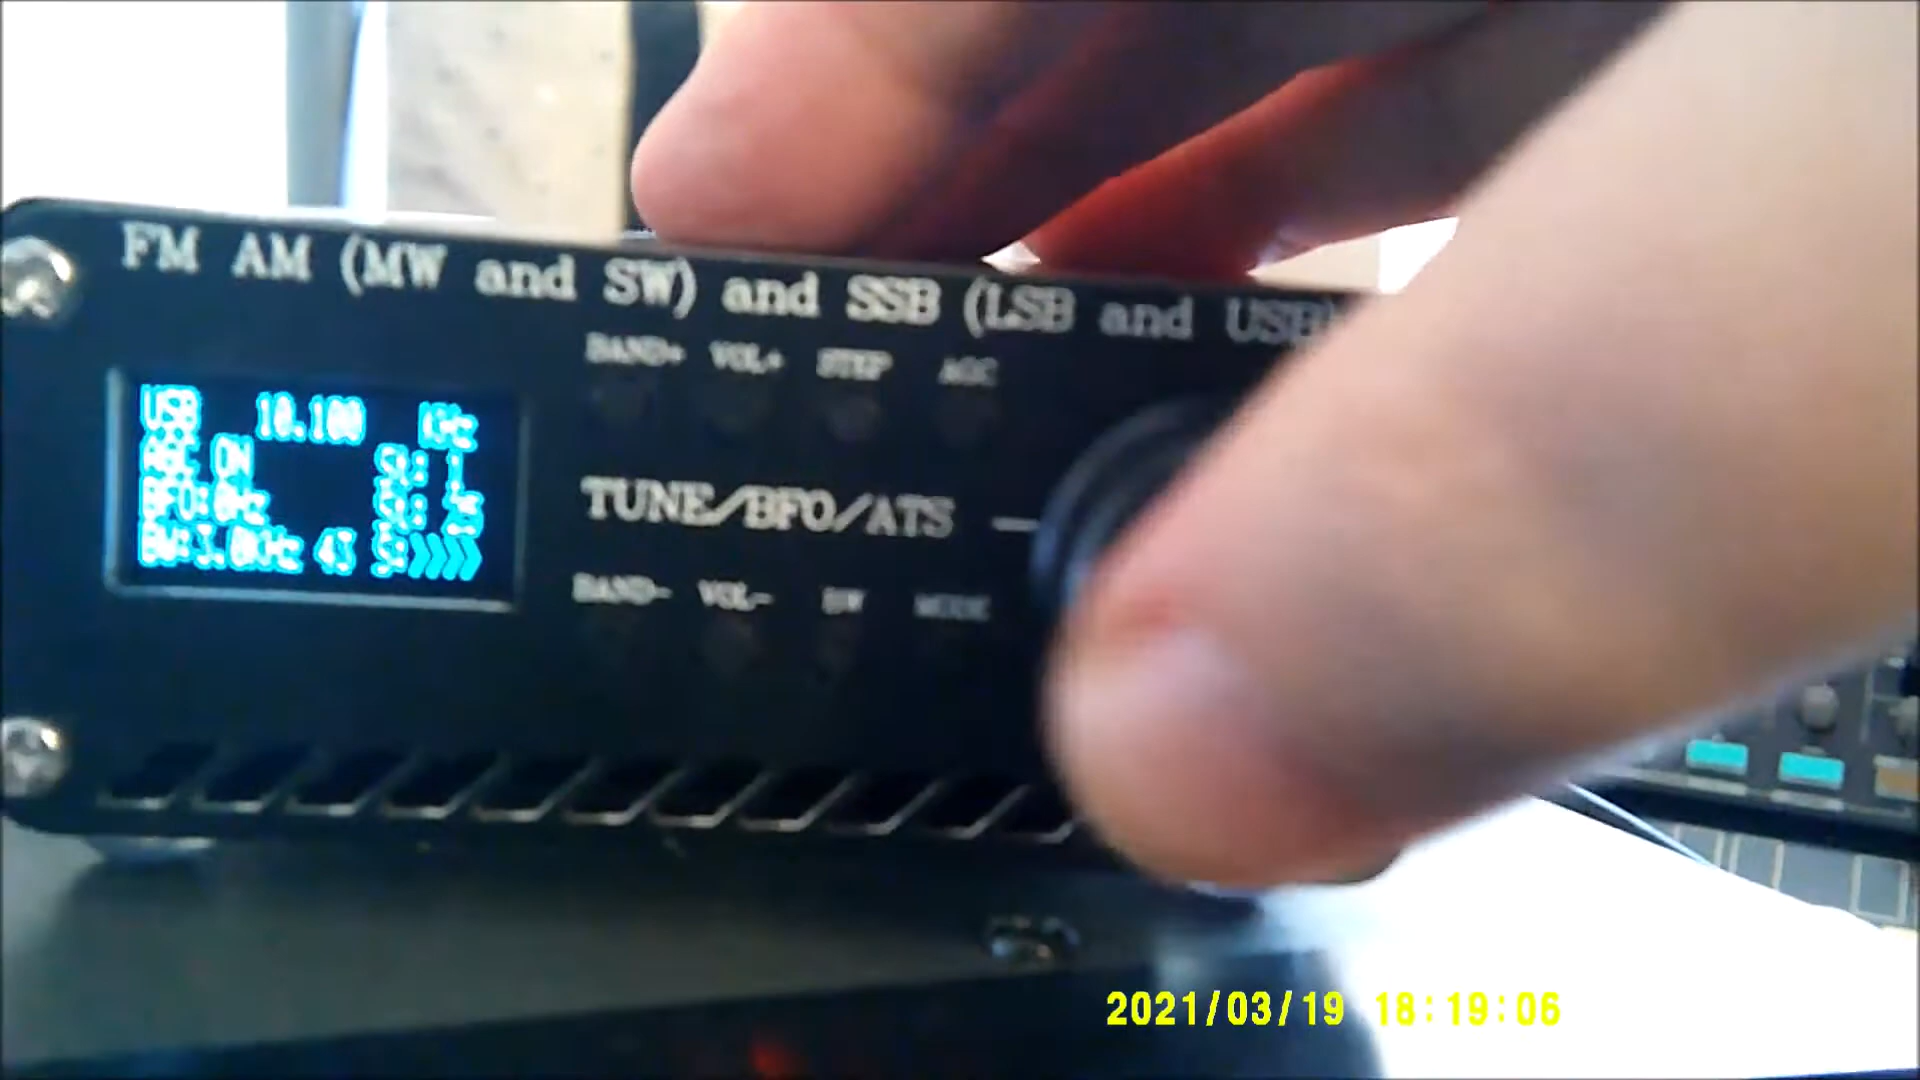 FM AM (MW and SW) and SSB (LSB and USB)
BAND+ VOL+ STEP AGC
USB 10.100 KHz
AGC ON
BFO:0Hz
BW:3.0KHz 43 S:
TUNE/BFO/ATS
BAND- VOL- BW MODE
2021/03/19 18:19:06